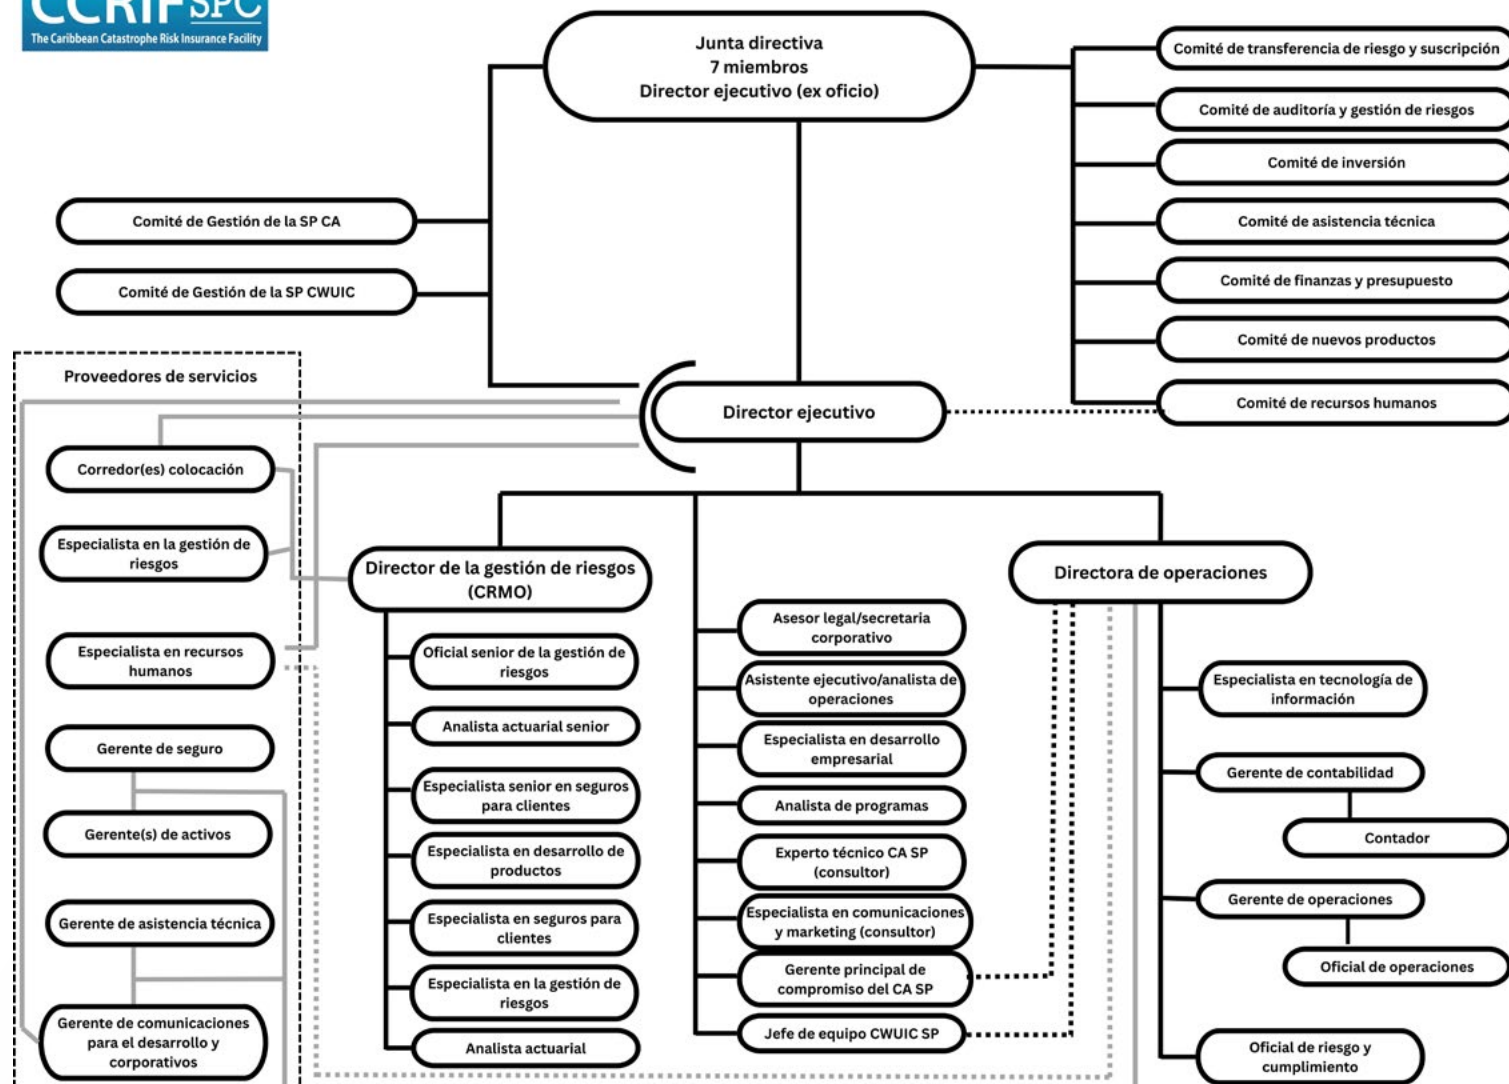 CCRIF SPC
The Caribbean Catastrophe Risk Insurance Facility
Junta directiva
7 miembros
Director ejecutivo (ex oficio)
Comité de transferencia de riesgo y suscripción
Comité de auditoría y gestión de riesgos
Comité de inversión
Comité de asistencia técnica
Comité de finanzas y presupuesto
Comité de nuevos productos
Comité de recursos humanos
Comité de Gestión de la SP CA
Comité de Gestión de la SP CWUIC
Director ejecutivo
Proveedores de servicios
Corredor(es) colocación
Especialista en la gestión de
riesgos
Especialista en recursos
humanos
Gerente de seguro
Gerente(s) de activos
Gerente de asistencia técnica
Gerente de comunicaciones
para el desarrollo y
corporativos
Director de la gestión de riesgos
(CRMO)
Oficial senior de la gestión de
riesgos
Analista actuarial senior
Especialista senior en seguros
para clientes
Especialista en desarrollo de
productos
Especialista en seguros para
clientes
Especialista en la gestión de
riesgos
Analista actuarial
Asesor legal/secretaria
corporativo
Asistente ejecutivo/analista de
operaciones
Especialista en desarrollo
empresarial
Analista de programas
Experto técnico CA SP
(consultor)
Especialista en comunicaciones
y marketing (consultor)
Gerente principal de
compromiso del CA SP
Jefe de equipo CWUIC SP
Directora de operaciones
Especialista en tecnología de
información
Gerente de contabilidad
Contador
Gerente de operaciones
Oficial de operaciones
Oficial de riesgo y
cumplimiento